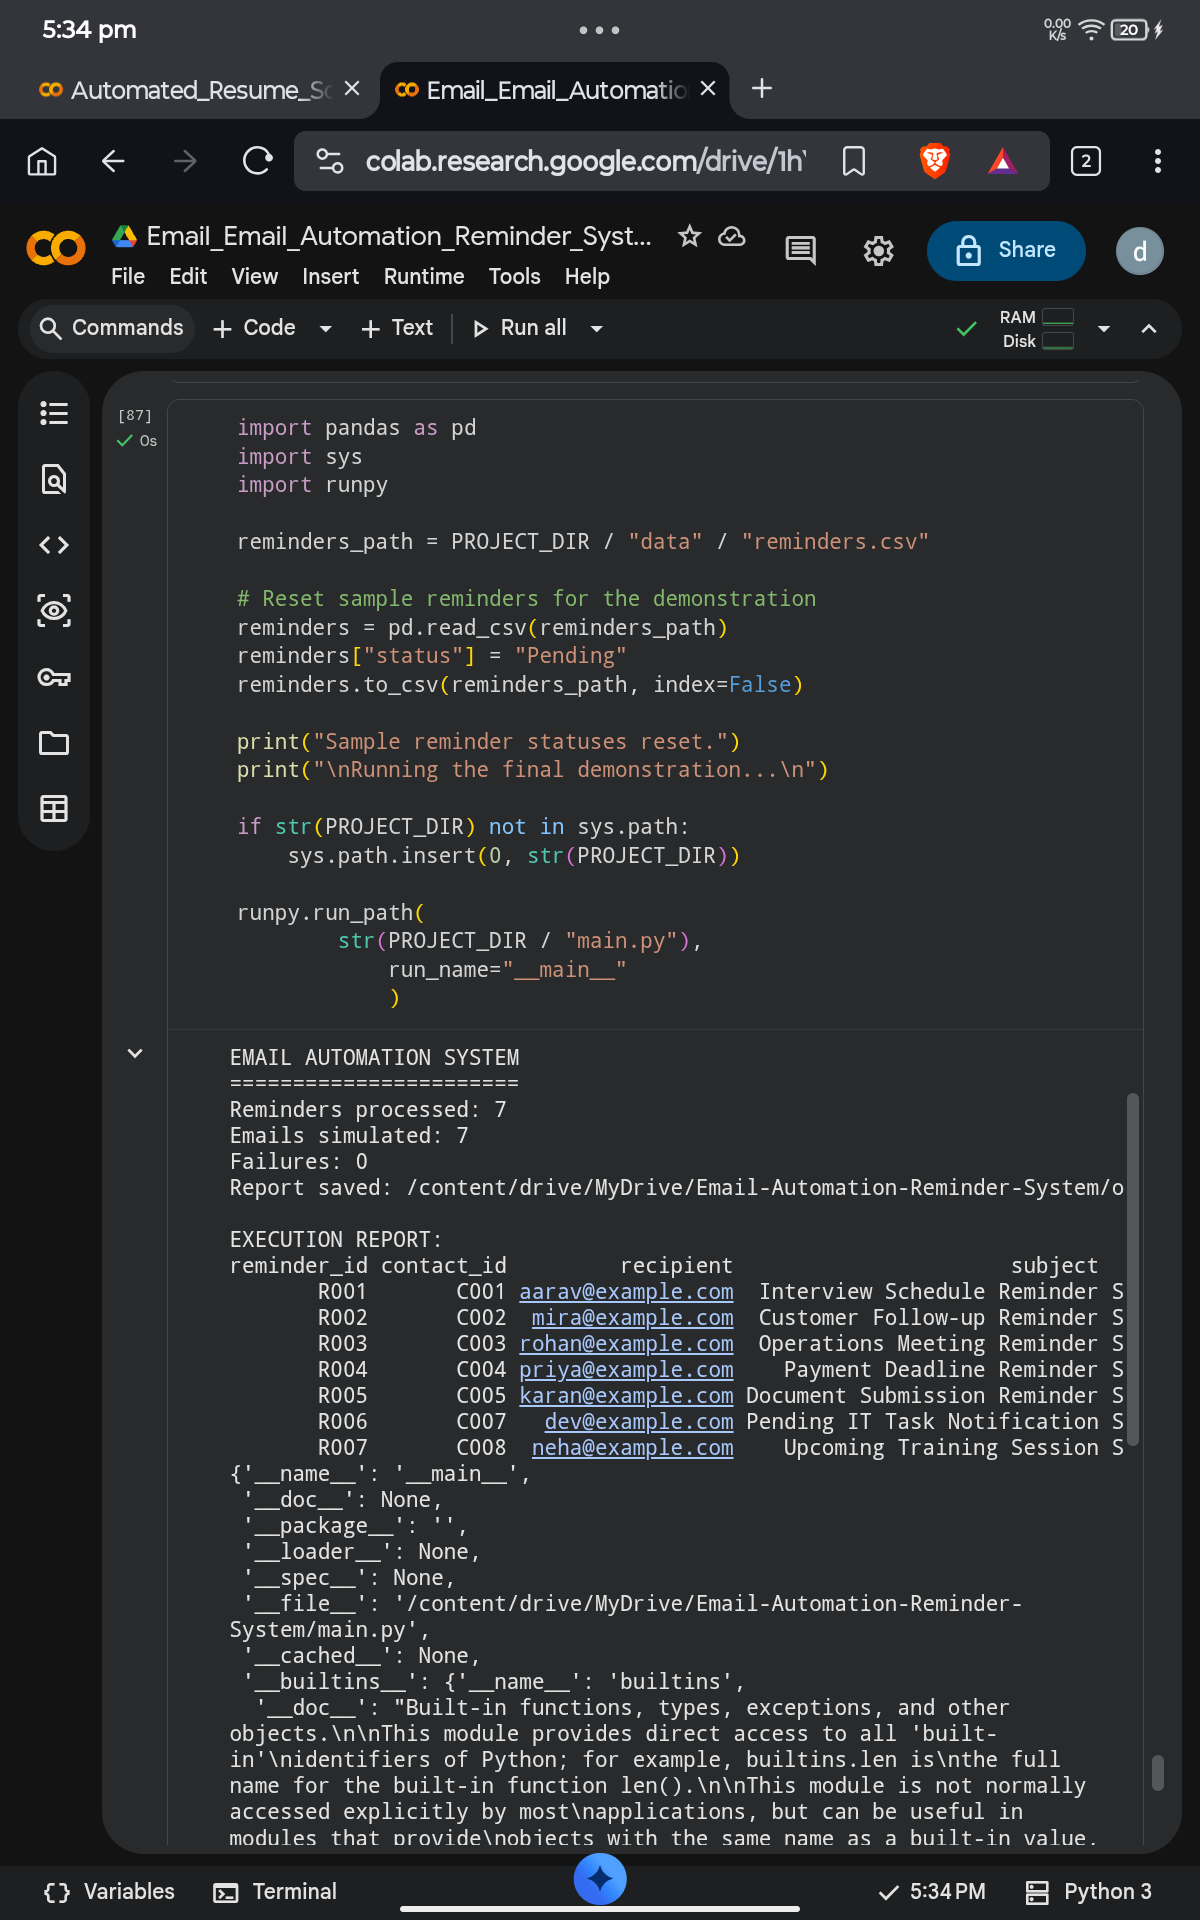 5:34 pm
0.00
K/s
20
Automated_Resume_Sc
Email_Email_Automatio
colab.research.google.com/drive/1h
2
Email_Email_Automation_Reminder_Syst...
Share
d
File Edit View Insert Runtime Tools Help
Commands + Code + Text Run all
RAM
Disk
[87]
0s
import pandas as pd
import sys
import runpy
reminders_path = PROJECT_DIR / "data" / "reminders.csv"
# Reset sample reminders for the demonstration
reminders = pd.read_csv(reminders_path)
reminders["status"] = "Pending"
reminders.to_csv(reminders_path, index=False)
print("Sample reminder statuses reset.")
print("\nRunning the final demonstration...\n")
if str(PROJECT_DIR) not in sys.path:
sys.path.insert(0, str(PROJECT_DIR))
runpy.run_path(
str(PROJECT_DIR / "main.py"),
run_name="__main__"
)
EMAIL AUTOMATION SYSTEM
=======================
Reminders processed: 7
Emails simulated: 7
Failures: 0
Report saved: /content/drive/MyDrive/Email-Automation-Reminder-System/o
EXECUTION REPORT:
reminder_id contact_id recipient subject
R001 C001 aarav@example.com Interview Schedule Reminder S
R002 C002 mira@example.com Customer Follow-up Reminder S
R003 C003 rohan@example.com Operations Meeting Reminder S
R004 C004 priya@example.com Payment Deadline Reminder S
R005 C005 karan@example.com Document Submission Reminder S
R006 C007 dev@example.com Pending IT Task Notification S
R007 C008 neha@example.com Upcoming Training Session S
{'__name__': '__main__',
'__doc__': None,
'__package__': '',
'__loader__': None,
'__spec__': None,
'__file__': '/content/drive/MyDrive/Email-Automation-Reminder-
System/main.py',
'__cached__': None,
'__builtins__': {'__name__': 'builtins',
'__doc__': "Built-in functions, types, exceptions, and other
objects.\n\nThis module provides direct access to all 'built-
in'\nidentifiers of Python; for example, builtins.len is\nthe full
name for the built-in function len().\n\nThis module is not normally
accessed explicitly by most\napplications, but can be useful in
modules that provide\nobjects with the same name as a built-in value,
Variables Terminal 5:34 PM Python 3